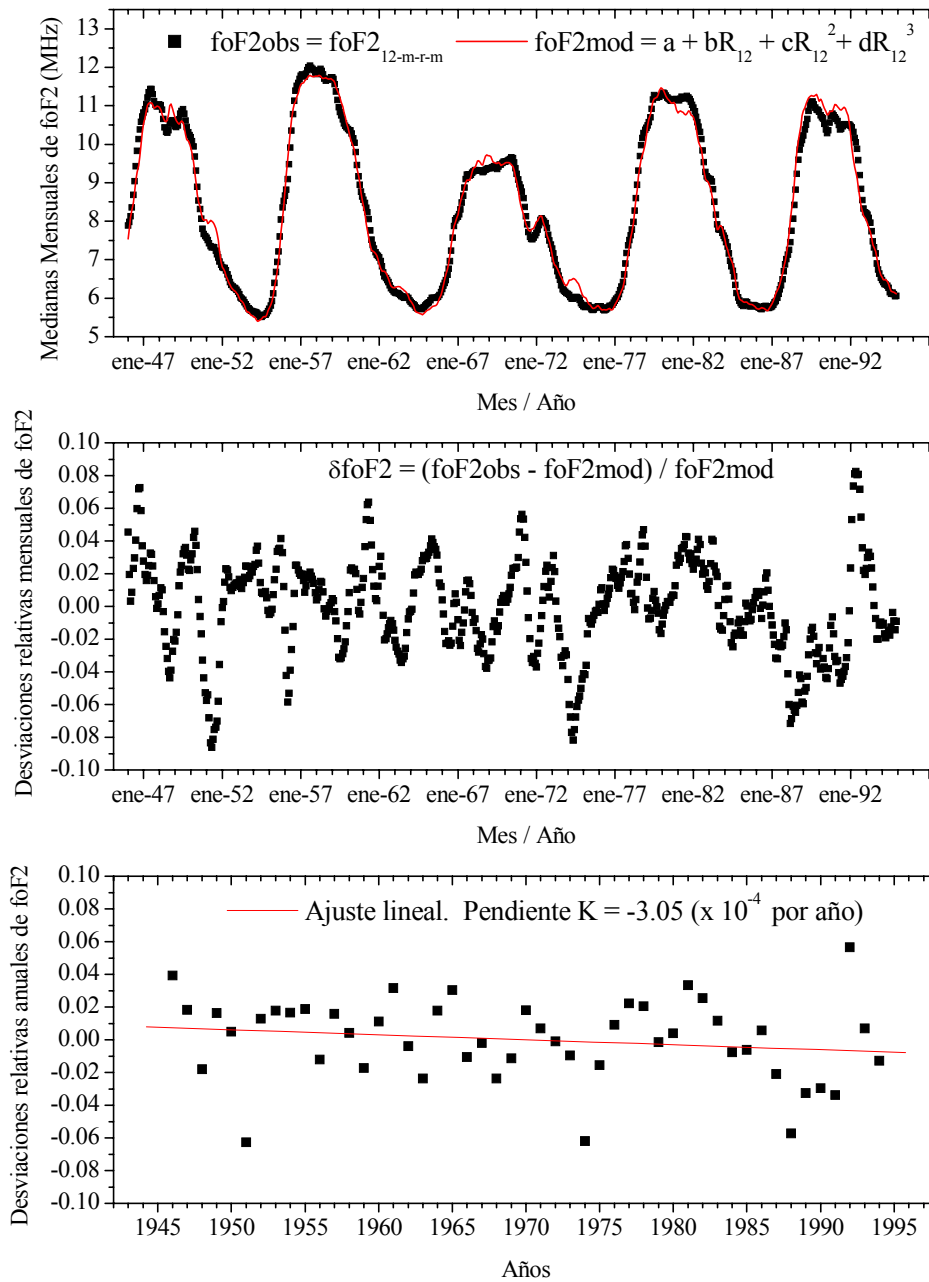 foF2obs = foF2₁₂₋ₘ₋ᵣ₋ₘ
foF2mod = a + bR₁₂ + cR₁₂² + dR₁₂³
Medianas Mensuales de foF2 (MHz)
13
12
11
10
9
8
7
6
5
ene-47 ene-52 ene-57 ene-62 ene-67 ene-72 ene-77 ene-82 ene-87 ene-92
Mes / Año
δfoF2 = (foF2obs - foF2mod) / foF2mod
Desviaciones relativas mensuales de foF2
0.10
0.08
0.06
0.04
0.02
0.00
-0.02
-0.04
-0.06
-0.08
-0.10
ene-47 ene-52 ene-57 ene-62 ene-67 ene-72 ene-77 ene-82 ene-87 ene-92
Mes / Año
Ajuste lineal. Pendiente K = -3.05 (x 10⁻⁴ por año)
Desviaciones relativas anuales de foF2
0.10
0.08
0.06
0.04
0.02
0.00
-0.02
-0.04
-0.06
-0.08
-0.10
1945 1950 1955 1960 1965 1970 1975 1980 1985 1990 1995
Años